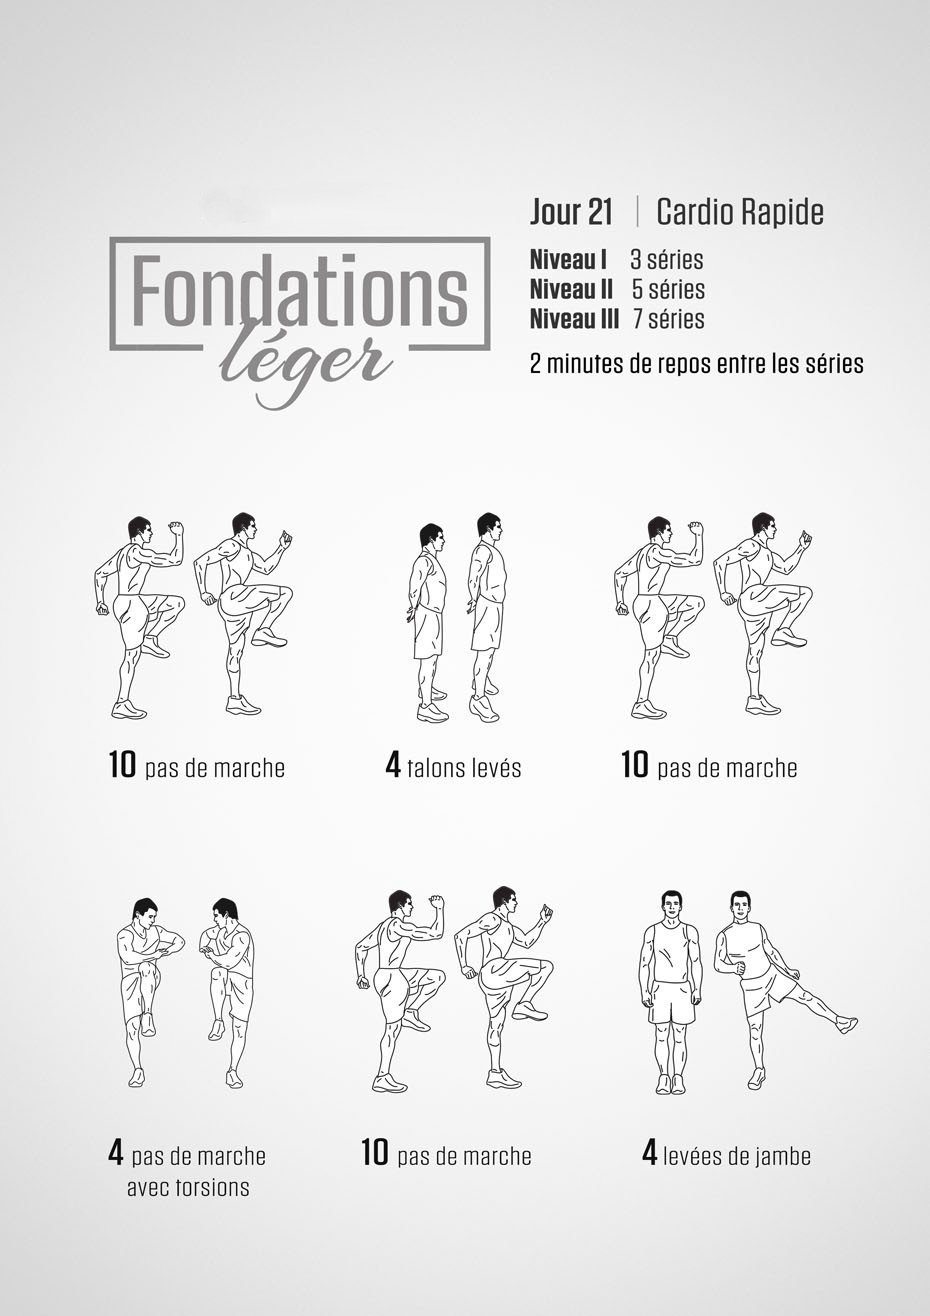 Fondations
léger
Jour 21 | Cardio Rapide
Niveau I 3 séries
Niveau II 5 séries
Niveau III 7 séries
2 minutes de repos entre les séries
10 pas de marche
4 talons levés
10 pas de marche
4 pas de marche
avec torsions
10 pas de marche
4 levées de jambe